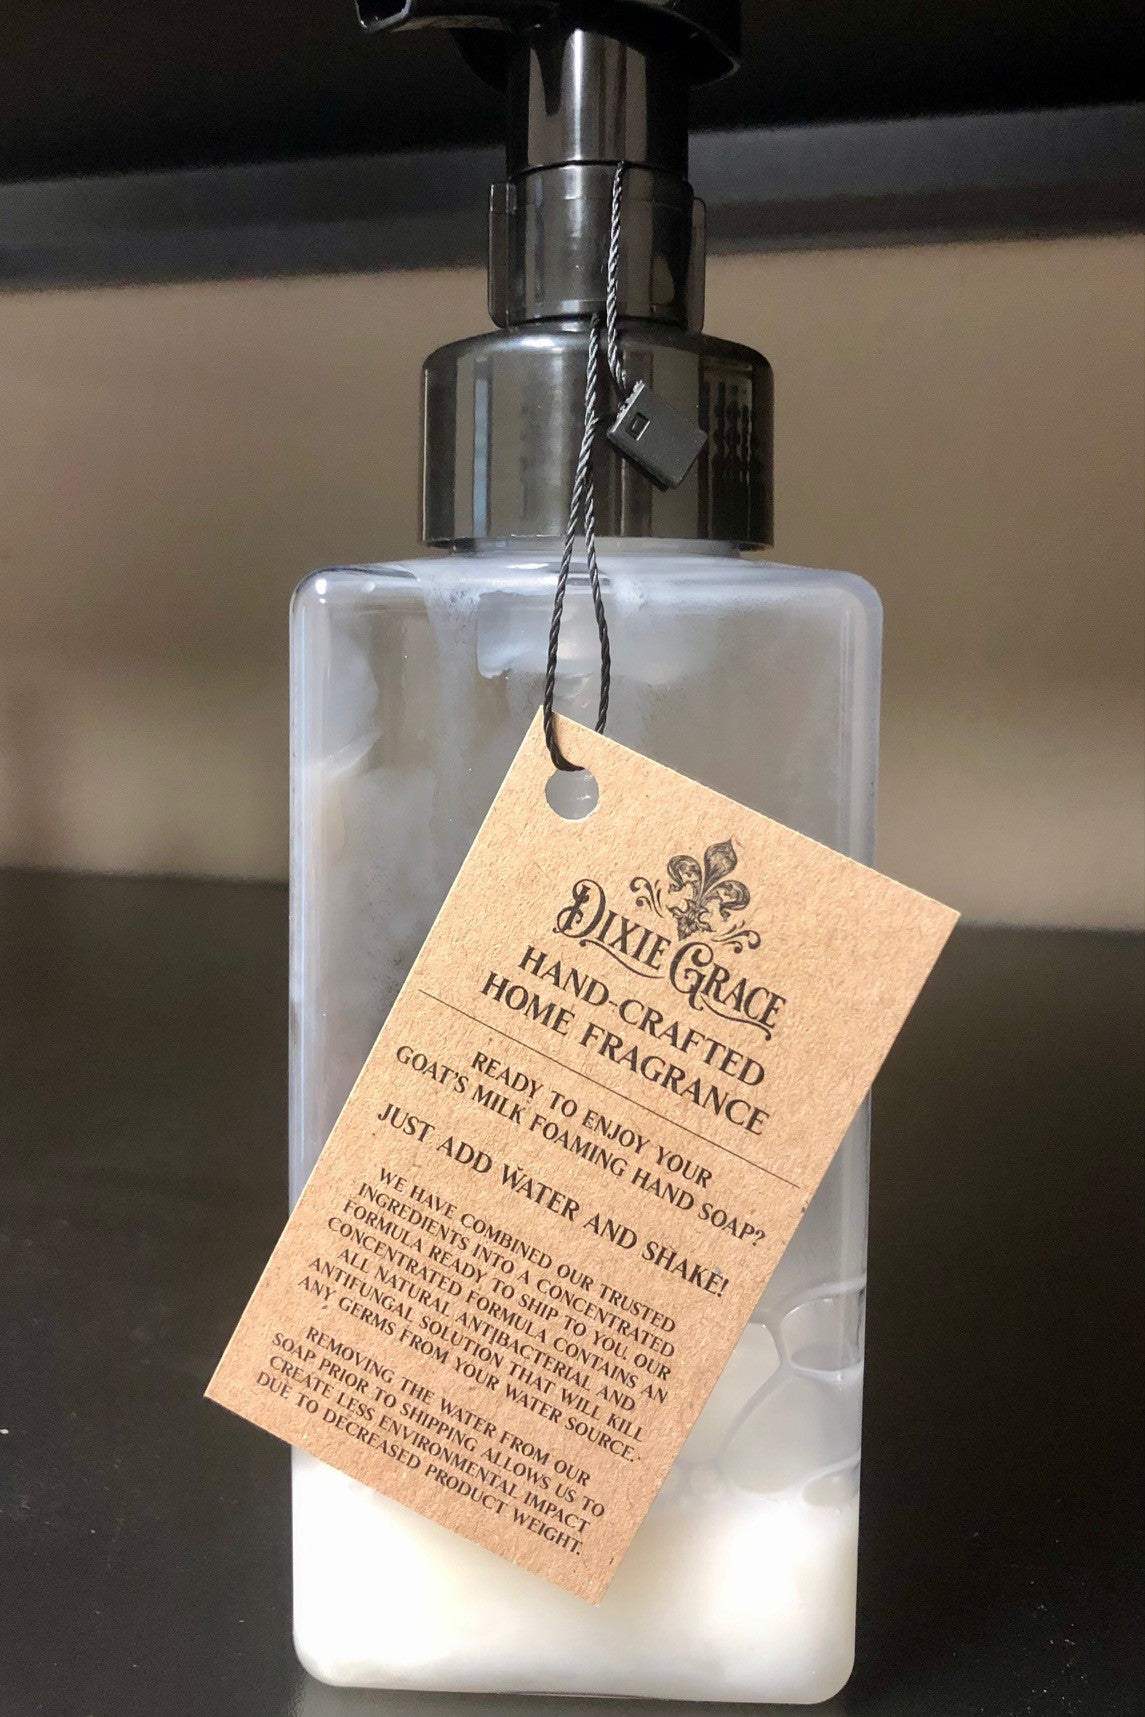 DIXIE GRACE
HAND-CRAFTED
HOME FRAGRANCE
READY TO ENJOY YOUR
GOAT'S MILK FOAMING HAND SOAP?
JUST ADD WATER AND SHAKE!
WE HAVE COMBINED OUR TRUSTED
INGREDIENTS INTO A CONCENTRATED
FORMULA READY TO SHIP TO YOU. OUR
CONCENTRATED FORMULA CONTAINS AN
ALL NATURAL ANTIBACTERIAL AND
ANTIFUNGAL SOLUTION THAT WILL KILL
ANY GERMS FROM YOUR WATER SOURCE.
REMOVING THE WATER FROM OUR
SOAP PRIOR TO SHIPPING ALLOWS US TO
CREATE LESS ENVIRONMENTAL IMPACT
DUE TO DECREASED PRODUCT WEIGHT.